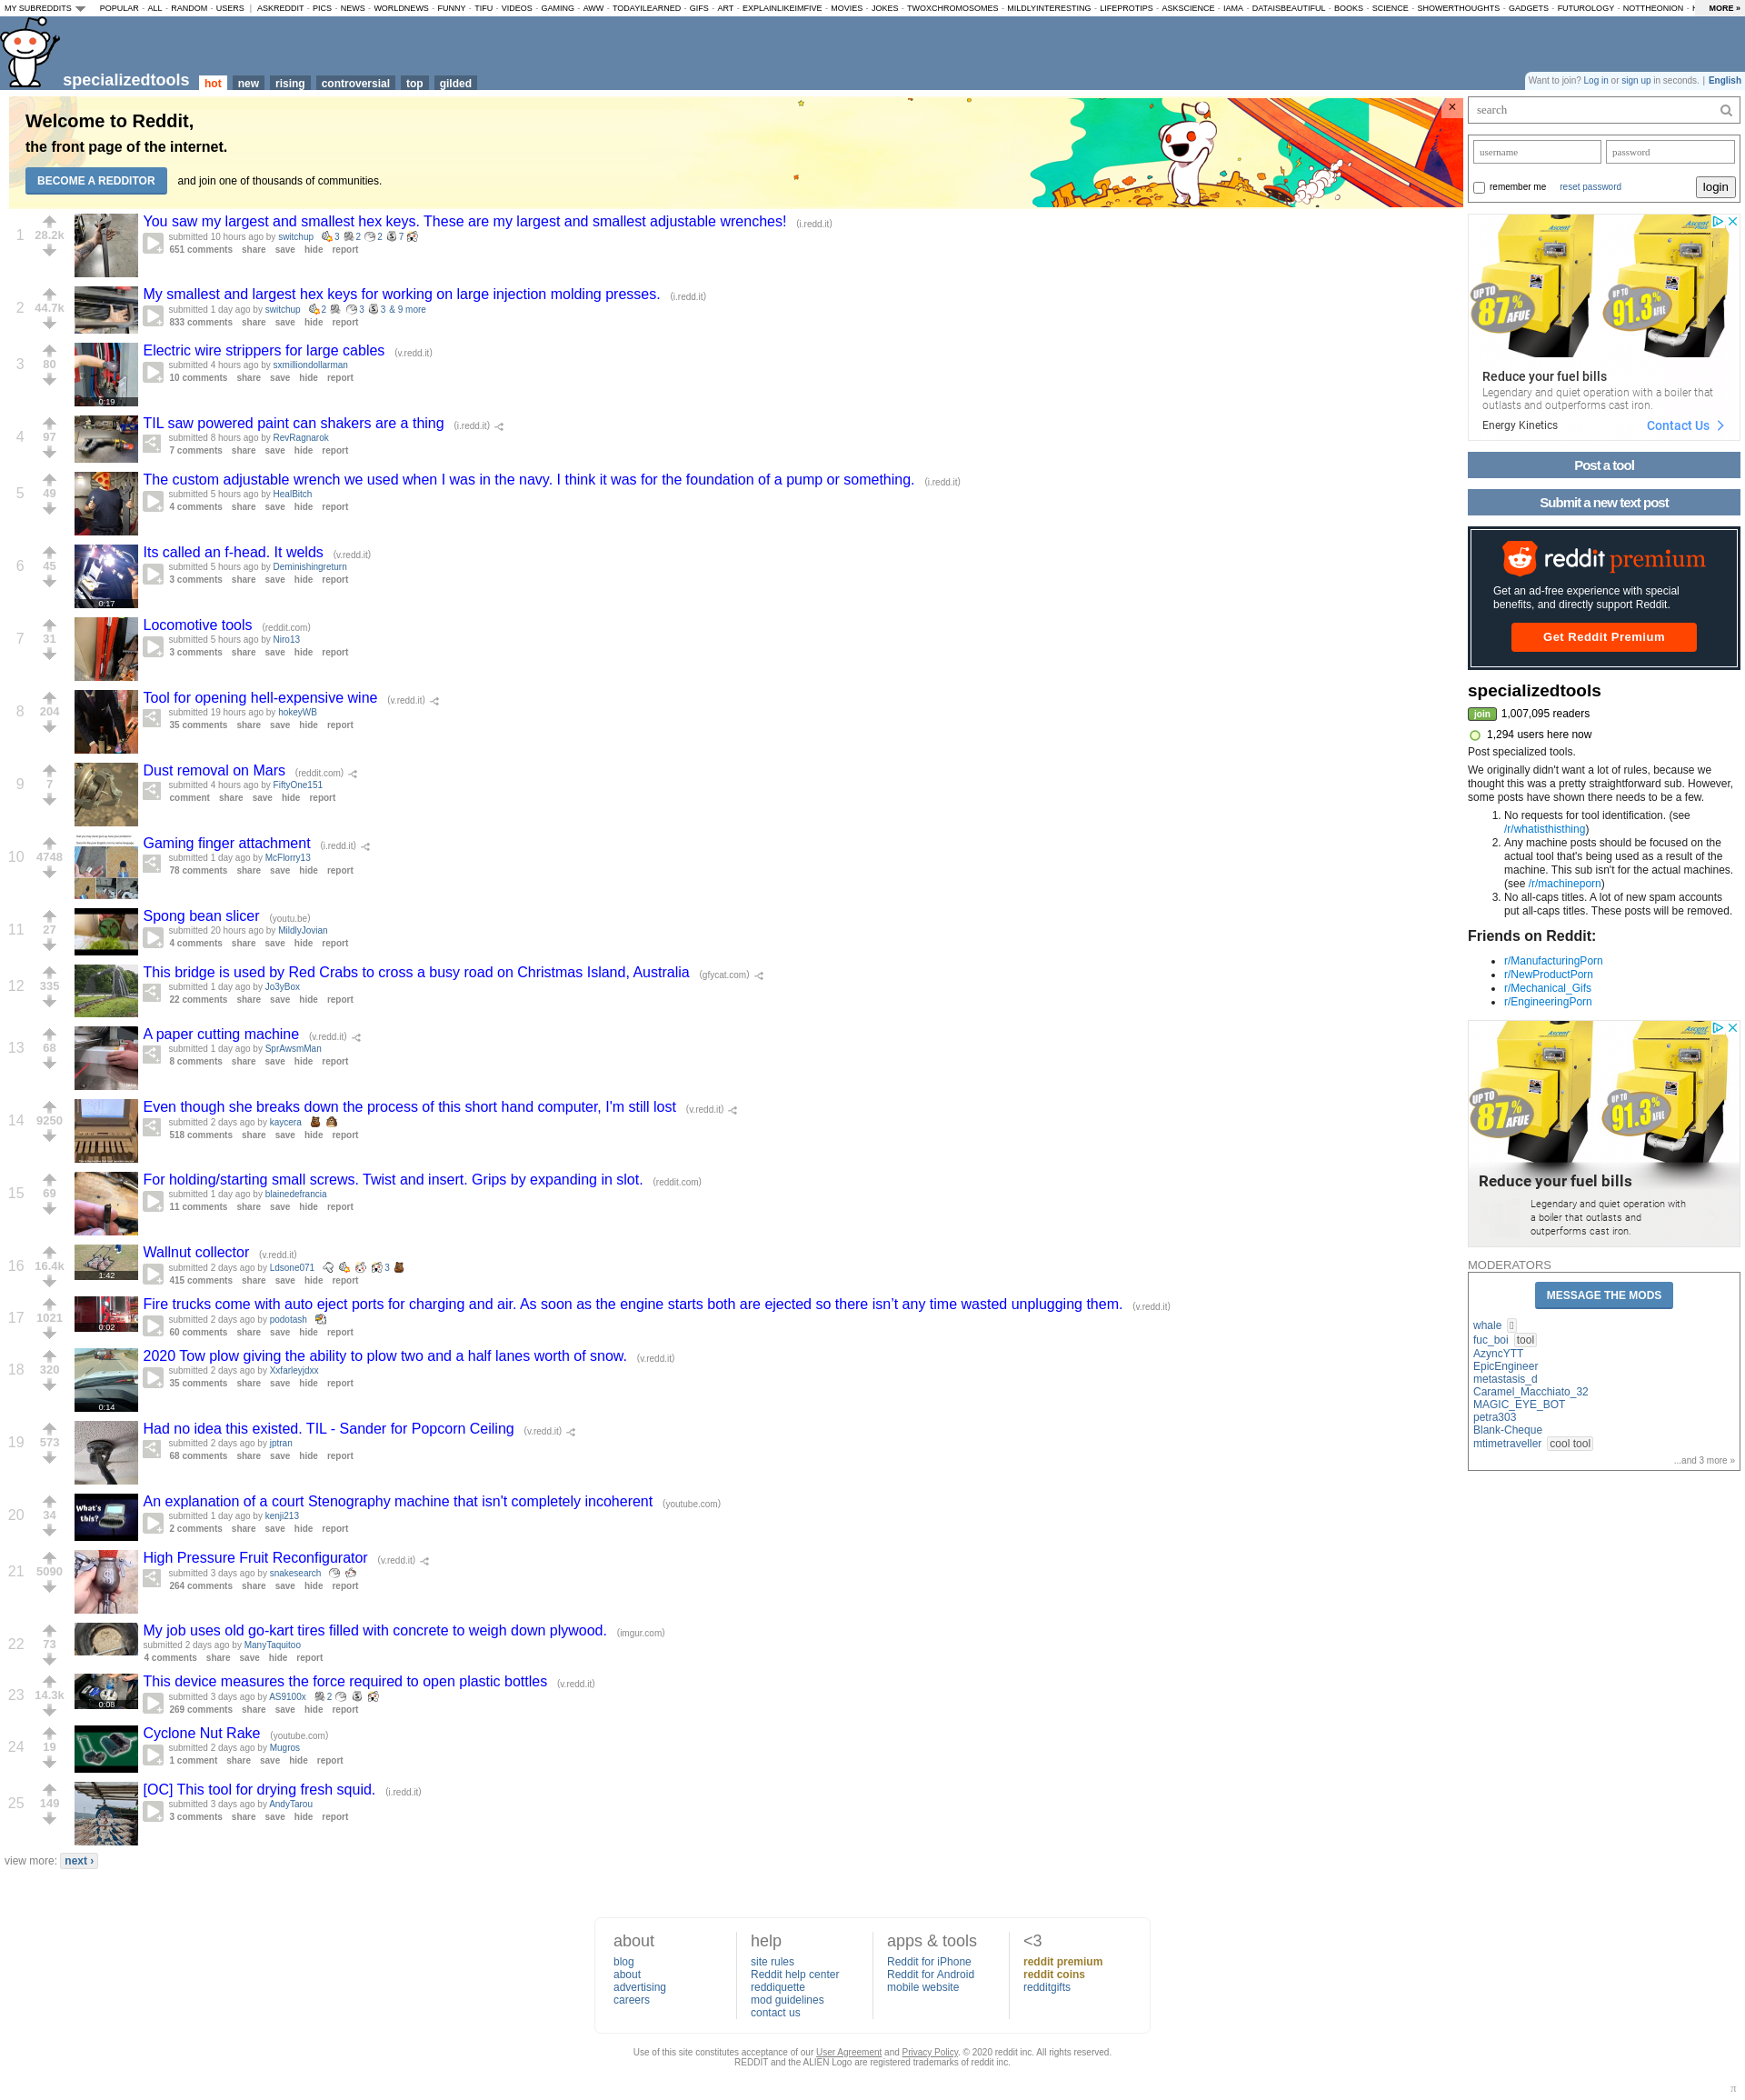 MY SUBREDDITS POPULAR - ALL - RANDOM - USERS | ASKREDDIT - PICS - NEWS - WORLDNEWS - FUNNY - TIFU - VIDEOS - GAMING - AWW - TODAYILEARNED - GIFS - ART - EXPLAINLIKEIMFIVE - MOVIES - JOKES - TWOXCHROMOSOMES - MILDLYINTERESTING - LIFEPROTIPS - ASKSCIENCE - IAMA - DATAISBEAUTIFUL - BOOKS - SCIENCE - SHOWERTHOUGHTS - GADGETS - FUTUROLOGY - NOTTHEONION - MORE »
specializedtools hot new rising controversial top gilded
Want to join? Log in or sign up in seconds. | English
Welcome to Reddit,
the front page of the internet.
BECOME A REDDITOR and join one of thousands of communities.
×
1 28.2k
You saw my largest and smallest hex keys. These are my largest and smallest adjustable wrenches! (i.redd.it)
submitted 10 hours ago by switchup 3 2 2 7
651 comments share save hide report
2 44.7k
My smallest and largest hex keys for working on large injection molding presses. (i.redd.it)
submitted 1 day ago by switchup 2 3 3 & 9 more
833 comments share save hide report
3 80
0:19
Electric wire strippers for large cables (v.redd.it)
submitted 4 hours ago by sxmilliondollarman
10 comments share save hide report
4 97
TIL saw powered paint can shakers are a thing (i.redd.it)
submitted 8 hours ago by RevRagnarok
7 comments share save hide report
5 49
The custom adjustable wrench we used when I was in the navy. I think it was for the foundation of a pump or something. (i.redd.it)
submitted 5 hours ago by HealBitch
4 comments share save hide report
6 45
0:17
Its called an f-head. It welds (v.redd.it)
submitted 5 hours ago by Deminishingreturn
3 comments share save hide report
7 31
Locomotive tools (reddit.com)
submitted 5 hours ago by Niro13
3 comments share save hide report
8 204
Tool for opening hell-expensive wine (v.redd.it)
submitted 19 hours ago by hokeyWB
35 comments share save hide report
9 7
Dust removal on Mars (reddit.com)
submitted 4 hours ago by FiftyOne151
comment share save hide report
10 4748
Gaming finger attachment (i.redd.it)
submitted 1 day ago by McFlorry13
78 comments share save hide report
11 27
Spong bean slicer (youtu.be)
submitted 20 hours ago by MildlyJovian
4 comments share save hide report
12 335
This bridge is used by Red Crabs to cross a busy road on Christmas Island, Australia (gfycat.com)
submitted 1 day ago by Jo3yBox
22 comments share save hide report
13 68
A paper cutting machine (v.redd.it)
submitted 1 day ago by SprAwsmMan
8 comments share save hide report
14 9250
Even though she breaks down the process of this short hand computer, I'm still lost (v.redd.it)
submitted 2 days ago by kaycera
518 comments share save hide report
15 69
For holding/starting small screws. Twist and insert. Grips by expanding in slot. (reddit.com)
submitted 1 day ago by blainedefrancia
11 comments share save hide report
16 16.4k
1:42
Wallnut collector (v.redd.it)
submitted 2 days ago by Ldsone071 3
415 comments share save hide report
17 1021
0:02
Fire trucks come with auto eject ports for charging and air. As soon as the engine starts both are ejected so there isn’t any time wasted unplugging them. (v.redd.it)
submitted 2 days ago by podotash
60 comments share save hide report
18 320
0:14
2020 Tow plow giving the ability to plow two and a half lanes worth of snow. (v.redd.it)
submitted 2 days ago by Xxfarleyjdxx
35 comments share save hide report
19 573
Had no idea this existed. TIL - Sander for Popcorn Ceiling (v.redd.it)
submitted 2 days ago by jptran
68 comments share save hide report
20 34
What's this?
An explanation of a court Stenography machine that isn't completely incoherent (youtube.com)
submitted 1 day ago by kenji213
2 comments share save hide report
21 5090
High Pressure Fruit Reconfigurator (v.redd.it)
submitted 3 days ago by snakesearch
264 comments share save hide report
22 73
My job uses old go-kart tires filled with concrete to weigh down plywood. (imgur.com)
submitted 2 days ago by ManyTaquitoo
4 comments share save hide report
23 14.3k
0:08
This device measures the force required to open plastic bottles (v.redd.it)
submitted 3 days ago by AS9100x 2
269 comments share save hide report
24 19
Cyclone Nut Rake (youtube.com)
submitted 2 days ago by Mugros
1 comment share save hide report
25 149
[OC] This tool for drying fresh squid. (i.redd.it)
submitted 3 days ago by AndyTarou
3 comments share save hide report
view more: next ›
search
username password
remember me reset password login
Ascent Ascent
UP TO 87% AFUE UP TO 91.3% AFUE
Reduce your fuel bills
Legendary and quiet operation with a boiler that
outlasts and outperforms cast iron.
Energy Kinetics Contact Us
Post a tool
Submit a new text post
reddit premium
Get an ad-free experience with special
benefits, and directly support Reddit.
Get Reddit Premium
specializedtools
join 1,007,095 readers
1,294 users here now
Post specialized tools.
We originally didn't want a lot of rules, because we
thought this was a pretty straightforward sub. However,
some posts have shown there needs to be a few.
1. No requests for tool identification. (see
/r/whatisthisthing)
2. Any machine posts should be focused on the
actual tool that's being used as a result of the
machine. This sub isn't for the actual machines.
(see /r/machineporn)
3. No all-caps titles. A lot of new spam accounts
put all-caps titles. These posts will be removed.
Friends on Reddit:
r/ManufacturingPorn
r/NewProductPorn
r/Mechanical_Gifs
r/EngineeringPorn
Ascent Ascent
UP TO 87% AFUE UP TO 91.3% AFUE
Reduce your fuel bills
Legendary and quiet operation with
a boiler that outlasts and
outperforms cast iron.
MODERATORS
MESSAGE THE MODS
whale
fuc_boi tool
AzyncYTT
EpicEngineer
metastasis_d
Caramel_Macchiato_32
MAGIC_EYE_BOT
petra303
Blank-Cheque
mtimetraveller cool tool
...and 3 more »
about
blog
about
advertising
careers
help
site rules
Reddit help center
reddiquette
mod guidelines
contact us
apps & tools
Reddit for iPhone
Reddit for Android
mobile website
<3
reddit premium
reddit coins
redditgifts
Use of this site constitutes acceptance of our User Agreement and Privacy Policy. © 2020 reddit inc. All rights reserved.
REDDIT and the ALIEN Logo are registered trademarks of reddit inc.
π